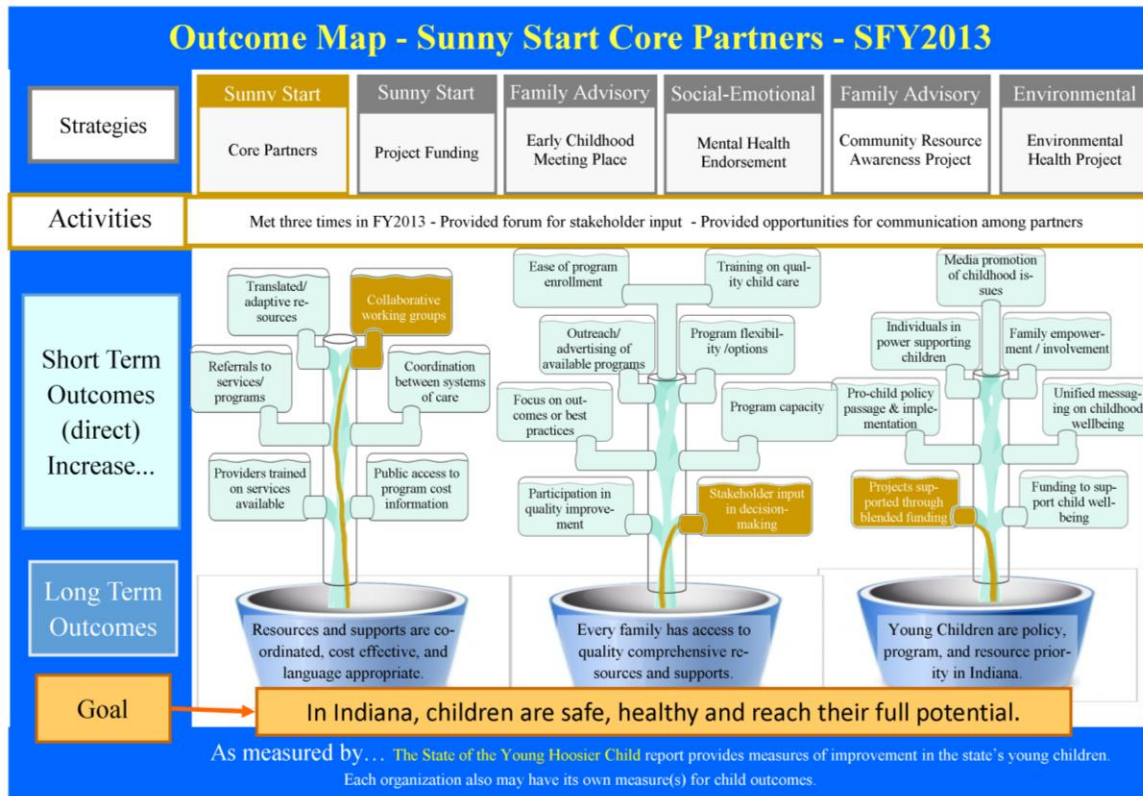 Outcome Map - Sunny Start Core Partners - SFY2013
Strategies
Sunnv Start
Core Partners
Sunny Start
Project Funding
Family Advisory
Early Childhood
Meeting Place
Social-Emotional
Mental Health
Endorsement
Family Advisory
Community Resource
Awareness Project
Environmental
Environmental
Health Project
Activities
Met three times in FY2013 - Provided forum for stakeholder input - Provided opportunities for communication among partners
Short Term
Outcomes
(direct)
Increase...
Translated/
adaptive re-
sources
Collaborative
working groups
Referrals to
services/
programs
Coordination
between systems
of care
Providers trained
on services
available
Public access to
program cost
information
Ease of program
enrollment
Training on qual-
ity child care
Outreach/
advertising of
available programs
Program flexibil-
ity /options
Focus on out-
comes or best
practices
Program capacity
Participation in
quality improve-
ment
Stakeholder input
in decision-
making
Media promotion
of childhood is-
sues
Individuals in
power supporting
children
Family empower-
ment / involvement
Pro-child policy
passage & imple-
mentation
Unified messag-
ing on childhood
wellbeing
Projects sup-
ported through
blended funding
Funding to sup-
port child well-
being
Long Term
Outcomes
Resources and supports are co-
ordinated, cost effective, and
language appropriate.
Every family has access to
quality comprehensive re-
sources and supports.
Young Children are policy,
program, and resource prior-
ity in Indiana.
Goal
In Indiana, children are safe, healthy and reach their full potential.
As measured by… The State of the Young Hoosier Child report provides measures of improvement in the state's young children.
Each organization also may have its own measure(s) for child outcomes.